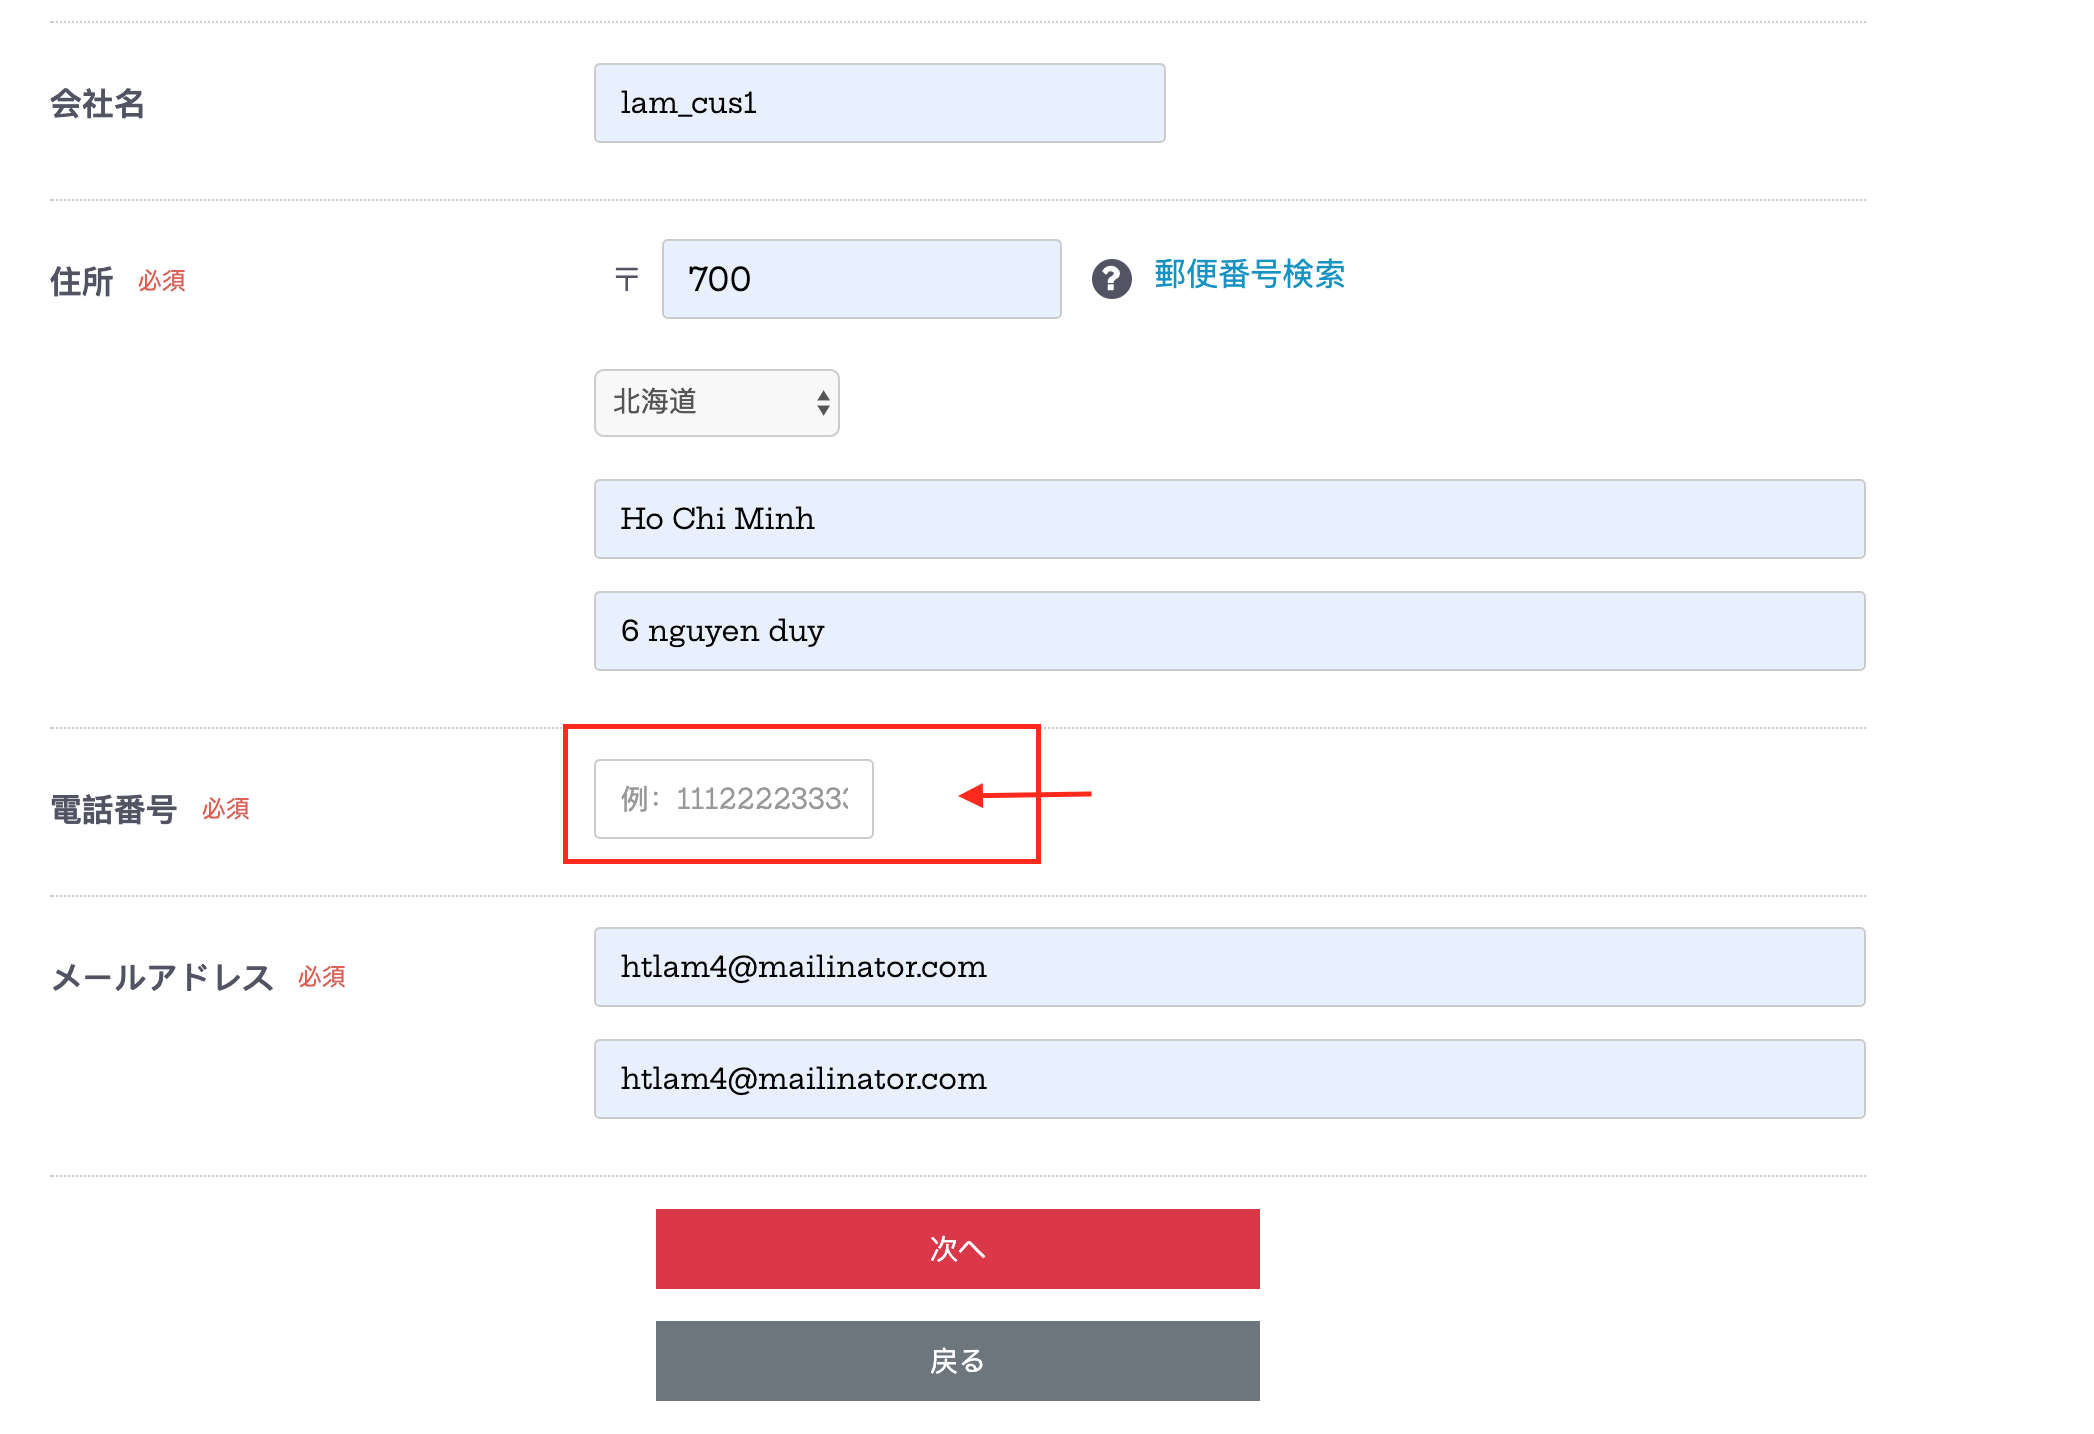 会社名
lam_cus1
住所 必須
〒 700 ? 郵便番号検索
北海道
Ho Chi Minh
6 nguyen duy
電話番号 必須
例：1112222333
メールアドレス 必須
htlam4@mailinator.com
htlam4@mailinator.com
次へ
戻る